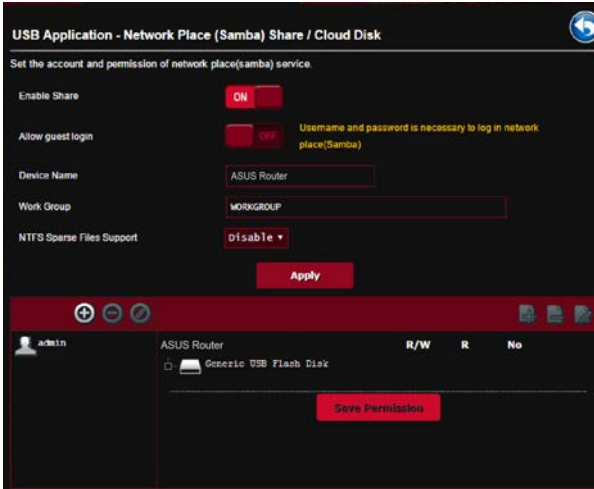 USB Application - Network Place (Samba) Share / Cloud Disk
Set the account and permission of network place(samba) service.
Enable Share ON
Allow guest login OFF Username and password is necessary to log in network
place(Samba)
Device Name ASUS Router
Work Group WORKGROUP
NTFS Sparse Files Support Disable
Apply
admin ASUS Router R/W R No
Generic USB Flash Disk
Save Permission